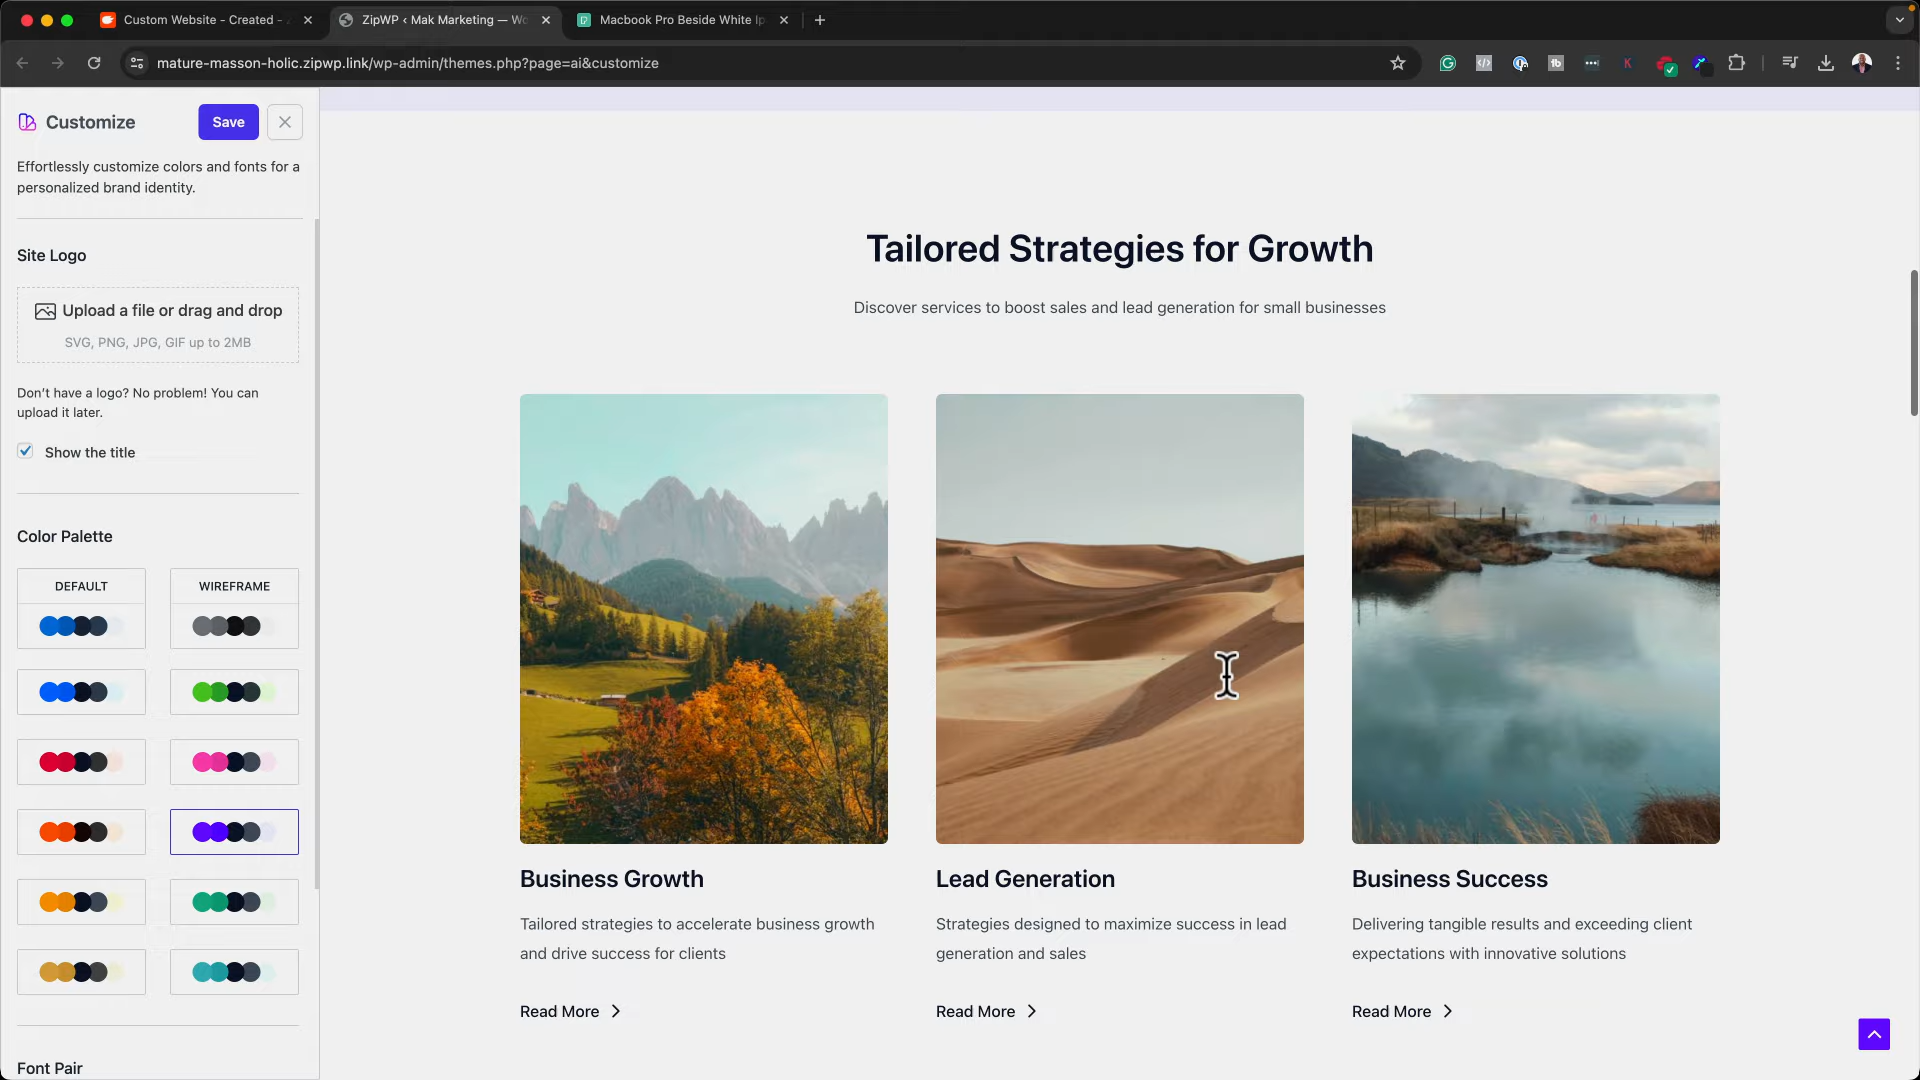 Custom Website - Created -
ZipWP ‹ Mak Marketing — Wo
Macbook Pro Beside White Ip
mature-masson-holic.zipwp.link/wp-admin/themes.php?page=ai&customize
Customize
Save
Effortlessly customize colors and fonts for a
personalized brand identity.
Site Logo
Upload a file or drag and drop
SVG, PNG, JPG, GIF up to 2MB
Don't have a logo? No problem! You can
upload it later.
Show the title
Color Palette
DEFAULT
WIREFRAME
Font Pair
Tailored Strategies for Growth
Discover services to boost sales and lead generation for small businesses
Business Growth
Tailored strategies to accelerate business growth
and drive success for clients
Read More
Lead Generation
Strategies designed to maximize success in lead
generation and sales
Read More
Business Success
Delivering tangible results and exceeding client
expectations with innovative solutions
Read More